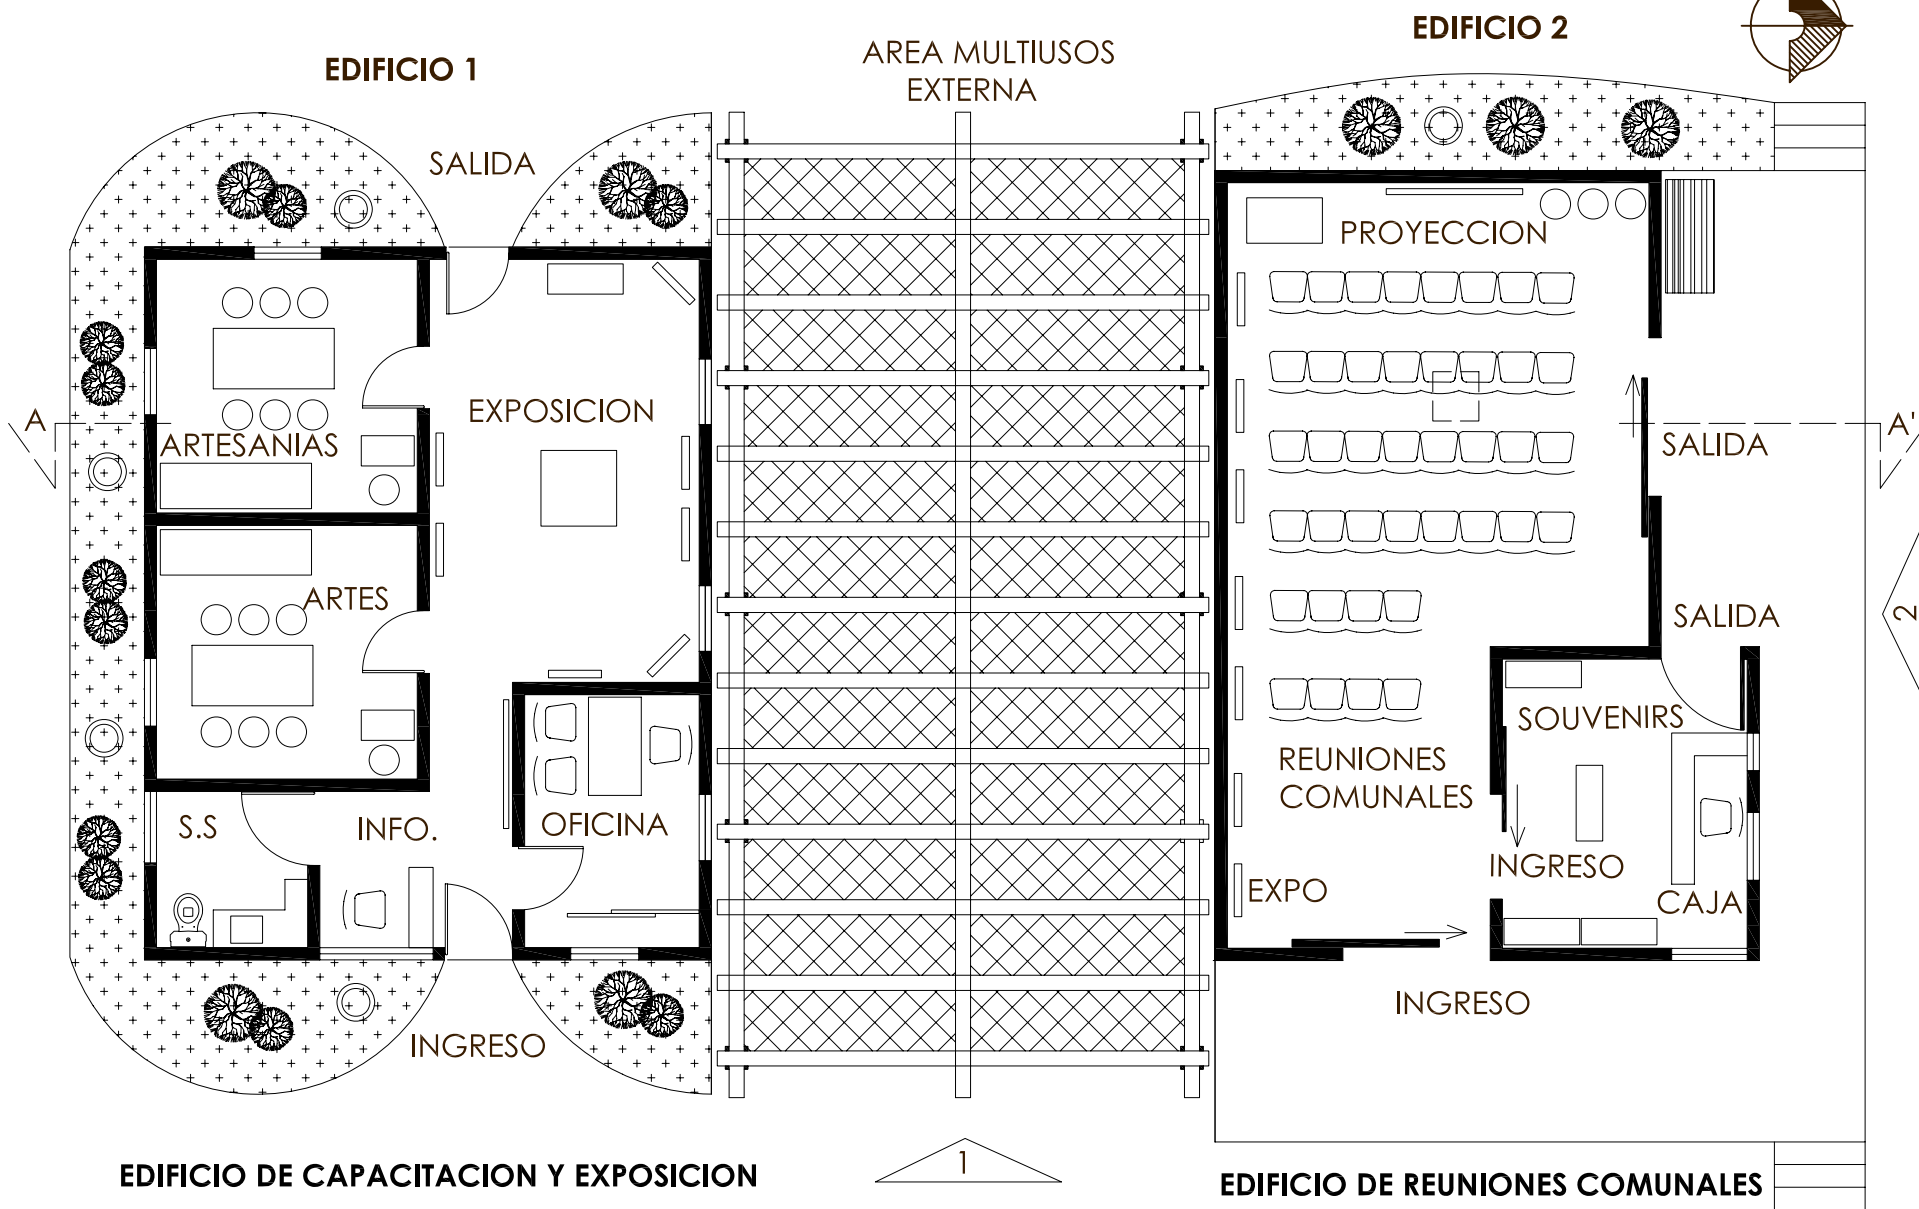 EDIFICIO 1
AREA MULTIUSOS
EXTERNA
EDIFICIO 2
SALIDA
PROYECCION
A
ARTESANIAS
EXPOSICION
SALIDA
A'
ARTES
SALIDA
2
S.S
INFO.
OFICINA
REUNIONES
COMUNALES
SOUVENIRS
INGRESO
EXPO
CAJA
INGRESO
INGRESO
EDIFICIO DE CAPACITACION Y EXPOSICION
1
EDIFICIO DE REUNIONES COMUNALES